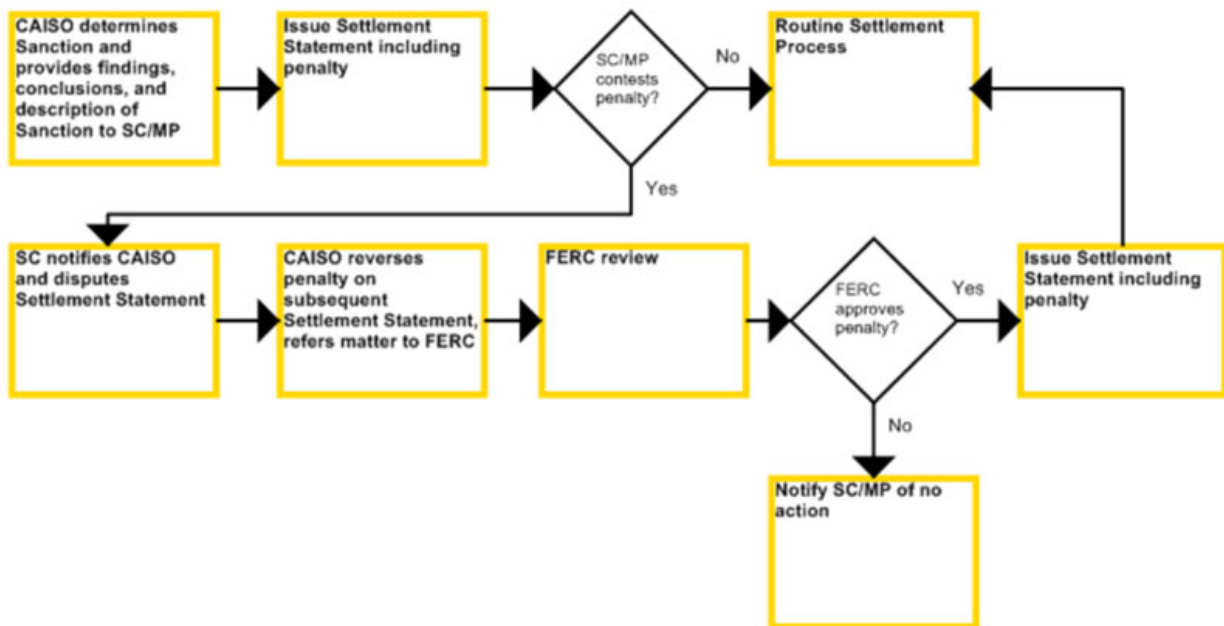 CAISO determines
Sanction and
provides findings,
conclusions, and
description of
Sanction to SC/MP
Issue Settlement
Statement including
penalty
SC/MP
contests
penalty?
No
Routine Settlement
Process
Yes
SC notifies CAISO
and disputes
Settlement Statement
CAISO reverses
penalty on
subsequent
Settlement Statement,
refers matter to FERC
FERC review
FERC
approves
penalty?
Yes
Issue Settlement
Statement including
penalty
No
Notify SC/MP of no
action